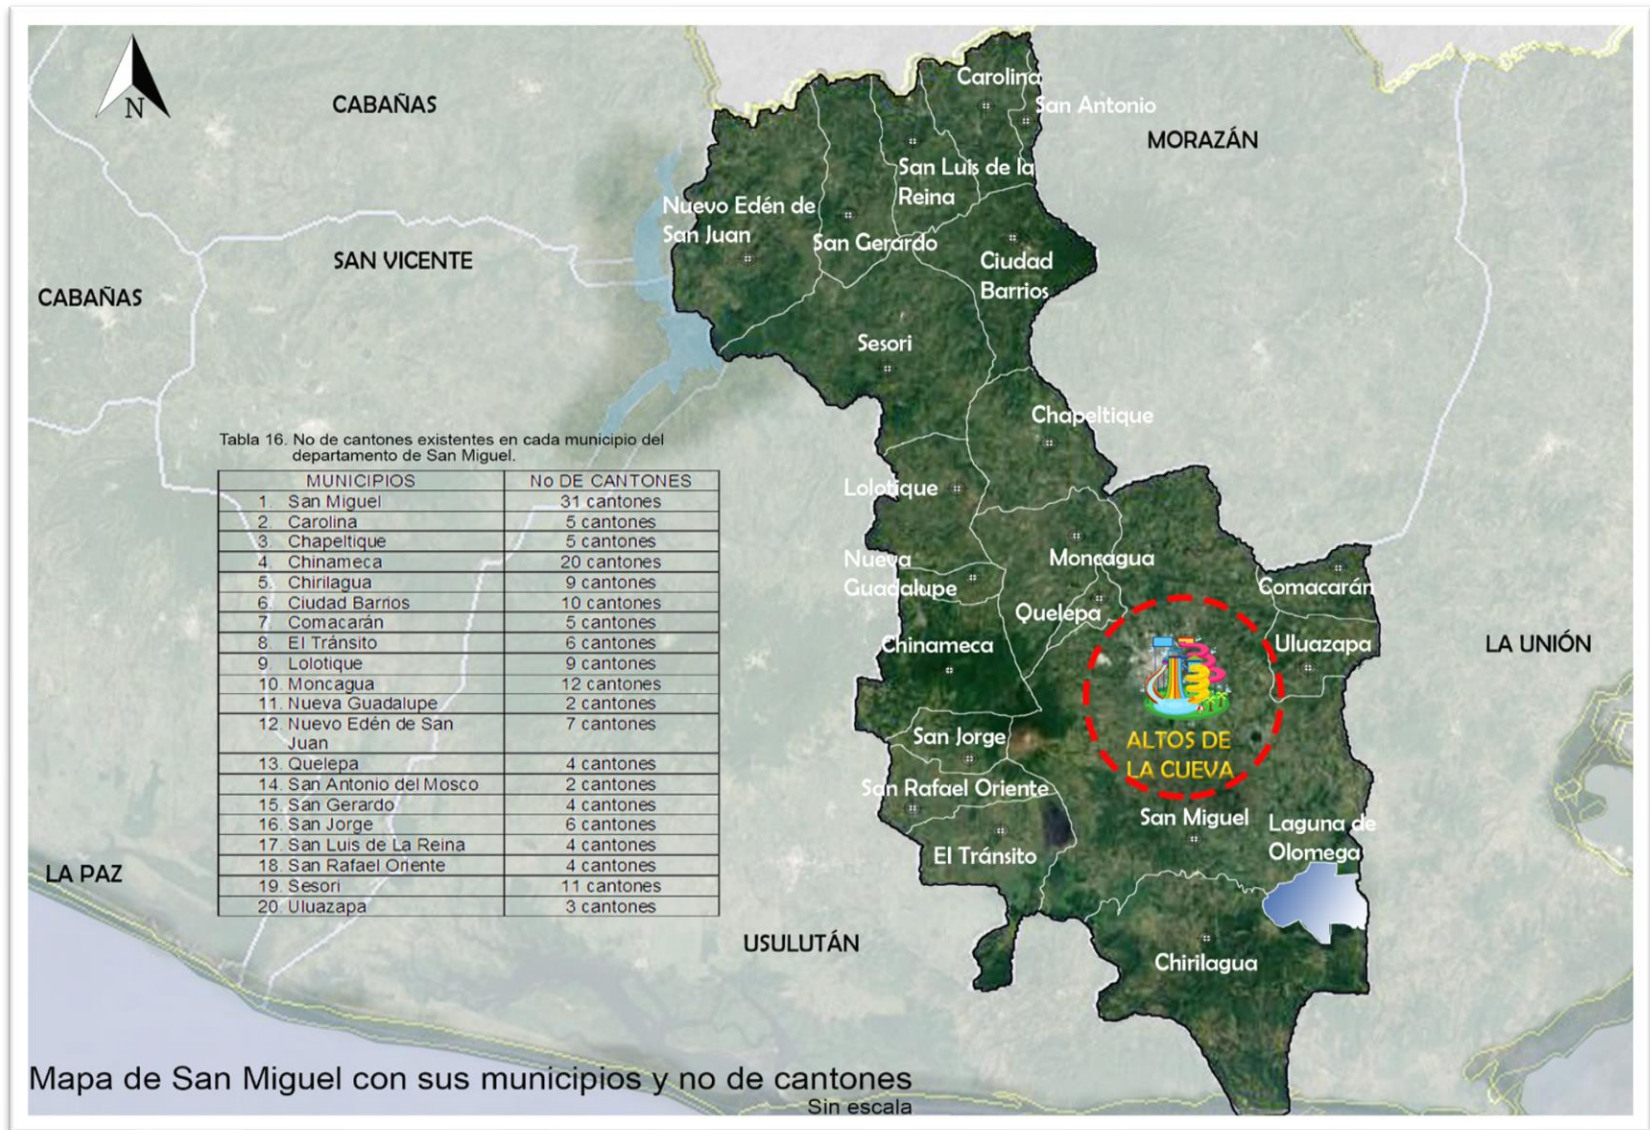 N
CABAÑAS
Carolina
San Antonio
MORAZÁN
San Luis de la
Reina
Nuevo Edén de
San Juan
San Gerardo
SAN VICENTE
Ciudad
Barrios
CABAÑAS
Sesori
Chapeltique
Tabla 16. No de cantones existentes en cada municipio del
departamento de San Miguel.
MUNICIPIOS No DE CANTONES
1. San Miguel 31 cantones
2. Carolina 5 cantones
3. Chapeltique 5 cantones
4. Chinameca 20 cantones
5. Chirilagua 9 cantones
6. Ciudad Barrios 10 cantones
7. Comacarán 5 cantones
8. El Tránsito 6 cantones
9. Lolotique 9 cantones
10. Moncagua 12 cantones
11. Nueva Guadalupe 2 cantones
12. Nuevo Edén de San 7 cantones
Juan
13. Quelepa 4 cantones
14. San Antonio del Mosco 2 cantones
15. San Gerardo 4 cantones
16. San Jorge 6 cantones
17. San Luis de La Reina 4 cantones
18. San Rafael Oriente 4 cantones
19. Sesori 11 cantones
20. Uluazapa 3 cantones
Lolotique
Nueva
Guadalupe
Moncagua
Comacarán
Quelepa
Chinameca
Uluazapa
LA UNIÓN
San Jorge
ALTOS DE
LA CUEVA
San Rafael Oriente
San Miguel
Laguna de
Olomega
El Tránsito
LA PAZ
USULUTÁN
Chirilagua
Mapa de San Miguel con sus municipios y no de cantones
Sin escala